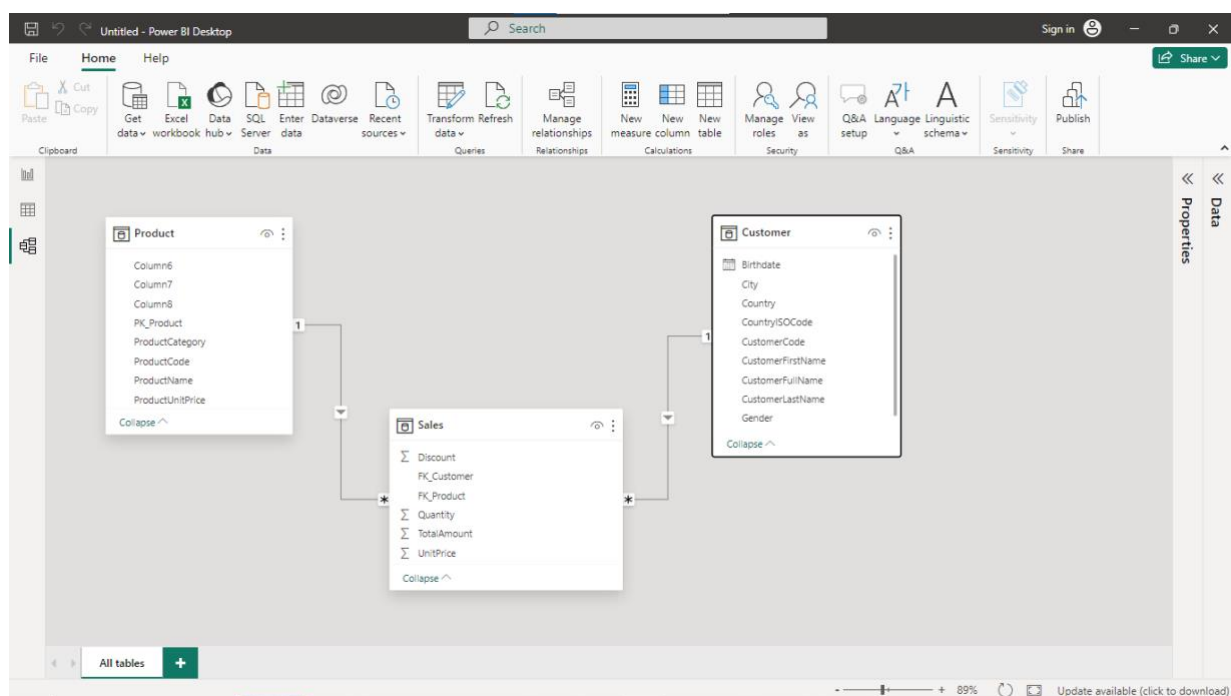 Untitled - Power BI Desktop
Search
Sign in
File Home Help
Share
Paste
Cut
Copy
Clipboard
Get data
Excel workbook
Data hub
SQL Server
Enter data
Dataverse
Recent sources
Data
Transform data
Refresh
Queries
Manage relationships
Relationships
New measure
New column
New table
Calculations
Manage roles
View as
Security
Q&A setup
Language
Linguistic schema
Q&A
Sensitivity
Sensitivity
Publish
Share
Properties
Data
Product
Column6
Column7
Column8
PK_Product
ProductCategory
ProductCode
ProductName
ProductUnitPrice
Collapse
1
*
Sales
Discount
FK_Customer
FK_Product
Quantity
TotalAmount
UnitPrice
Collapse
*
1
Customer
Birthdate
City
Country
CountryISOCode
CustomerCode
CustomerFirstName
CustomerFullName
CustomerLastName
Gender
Collapse
All tables
+
- + 89%
Update available (click to download)